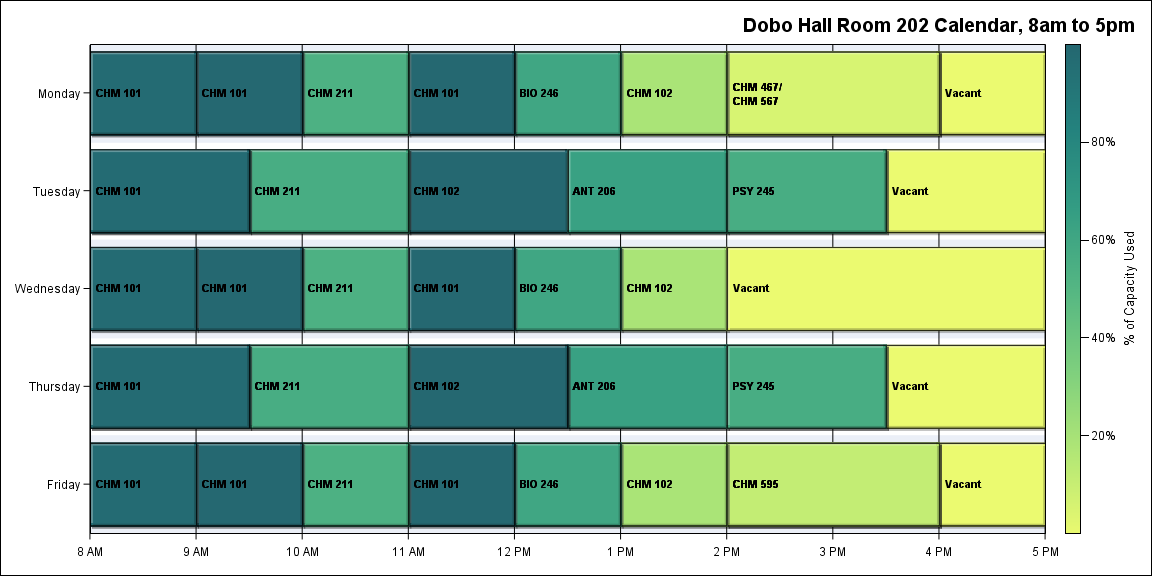 Dobo Hall Room 202 Calendar, 8am to 5pm
Monday
CHM 101
CHM 101
CHM 211
CHM 101
BIO 246
CHM 102
CHM 467/
CHM 567
Vacant
Tuesday
CHM 101
CHM 211
CHM 102
ANT 206
PSY 245
Vacant
Wednesday
CHM 101
CHM 101
CHM 211
CHM 101
BIO 246
CHM 102
Vacant
Thursday
CHM 101
CHM 211
CHM 102
ANT 206
PSY 245
Vacant
Friday
CHM 101
CHM 101
CHM 211
CHM 101
BIO 246
CHM 102
CHM 595
Vacant
8 AM
9 AM
10 AM
11 AM
12 PM
1 PM
2 PM
3 PM
4 PM
5 PM
80%
60%
40%
20%
% of Capacity Used